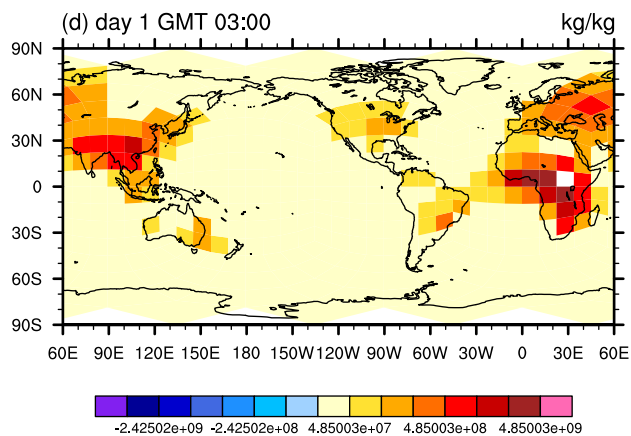 (d) day 1 GMT 03:00 kg/kg
90N
60N
30N
0
30S
60S
90S
60E 90E 120E 150E 180 150W 120W 90W 60W 30W 0 30E 60E
-2.42502e+09 -2.42502e+08 4.85003e+07 4.85003e+08 4.85003e+09